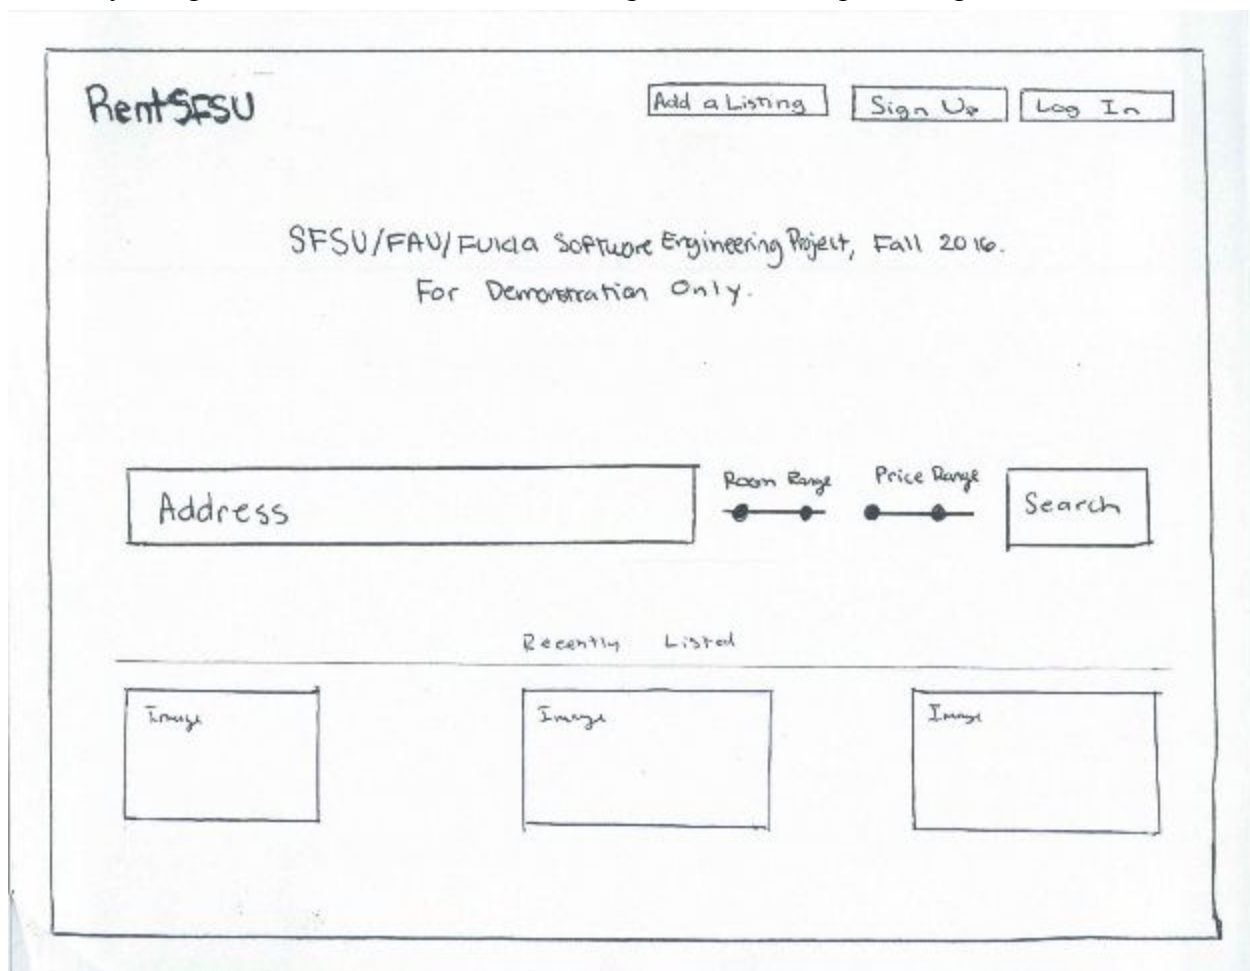 RentSFSU
Add a Listing
Sign Up
Log In
SFSU/FAU/Fulda Software Engineering Project, Fall 2016.
For Demonstration Only.
Address
Room Range
Price Range
Search
Recently Listed
Image
Image
Image